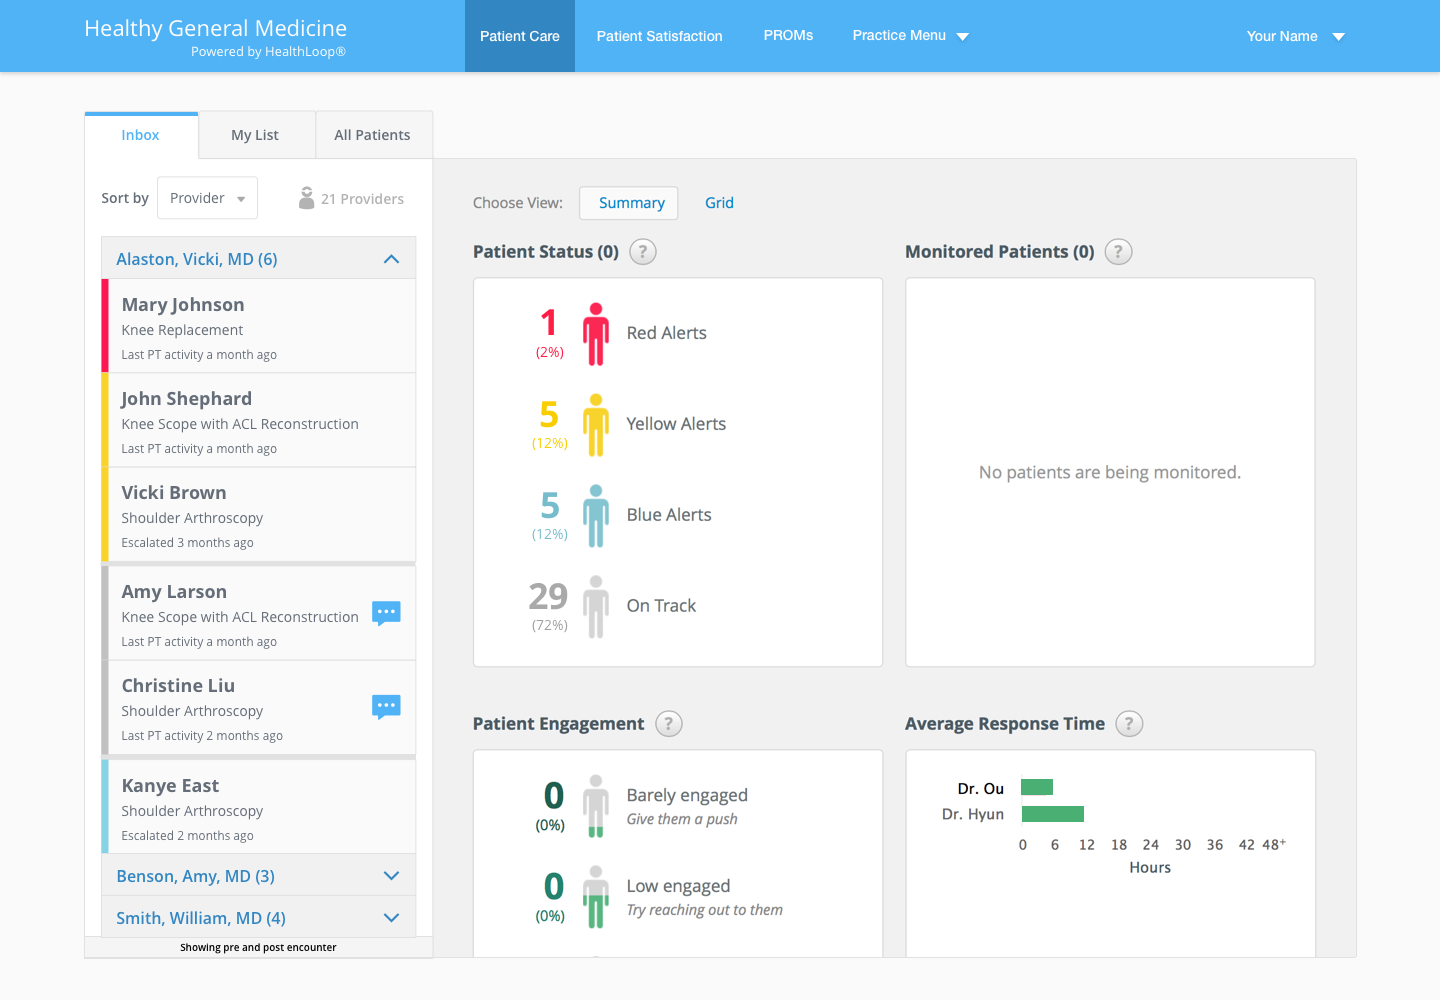 Healthy General Medicine
Powered by HealthLoop®
Patient Care
Patient Satisfaction
PROMs
Practice Menu
Your Name
Inbox
My List
All Patients
Sort by
Provider
21 Providers
Alaston, Vicki, MD (6)
Mary Johnson
Knee Replacement
Last PT activity a month ago
John Shephard
Knee Scope with ACL Reconstruction
Last PT activity a month ago
Vicki Brown
Shoulder Arthroscopy
Escalated 3 months ago
Amy Larson
Knee Scope with ACL Reconstruction
Last PT activity a month ago
Christine Liu
Shoulder Arthroscopy
Last PT activity 2 months ago
Kanye East
Shoulder Arthroscopy
Escalated 2 months ago
Benson, Amy, MD (3)
Smith, William, MD (4)
Showing pre and post encounter
Choose View:
Summary
Grid
Patient Status (0) ?
1
(2%)
Red Alerts
5
(12%)
Yellow Alerts
5
(12%)
Blue Alerts
29
(72%)
On Track
Monitored Patients (0) ?
No patients are being monitored.
Patient Engagement ?
0
(0%)
Barely engaged
Give them a push
0
(0%)
Low engaged
Try reaching out to them
Average Response Time ?
Dr. Ou
Dr. Hyun
0 6 12 18 24 30 36 42 48+
Hours